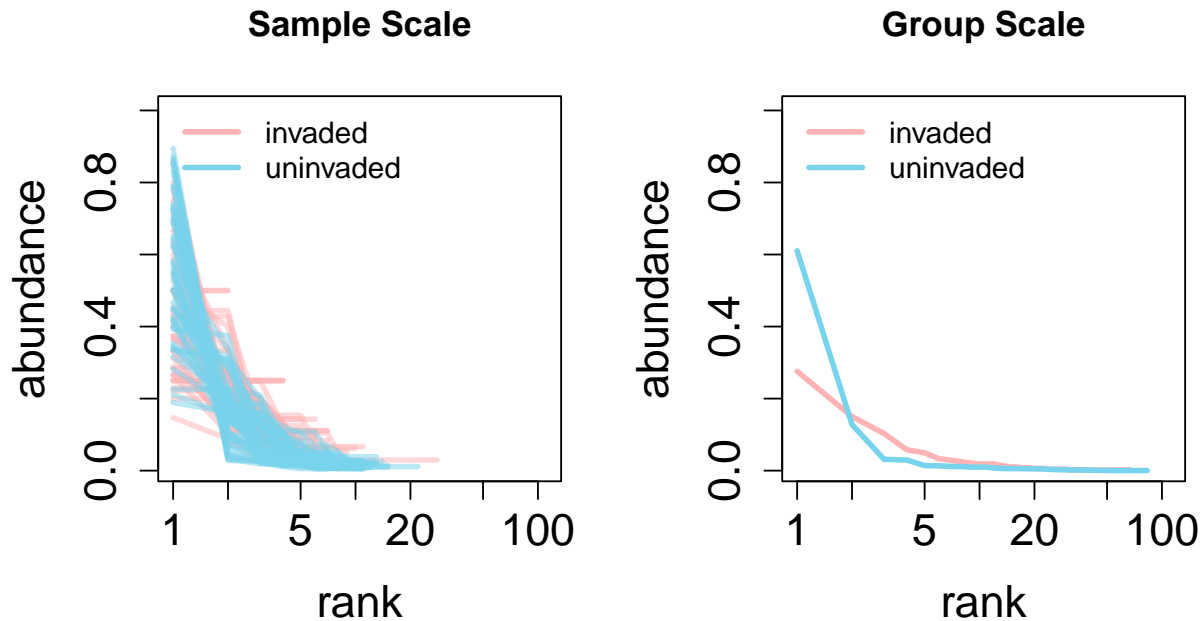 Sample Scale
abundance
0.0 0.4 0.8
invaded
uninvaded
1 5 20 100
rank
Group Scale
abundance
0.0 0.4 0.8
invaded
uninvaded
1 5 20 100
rank